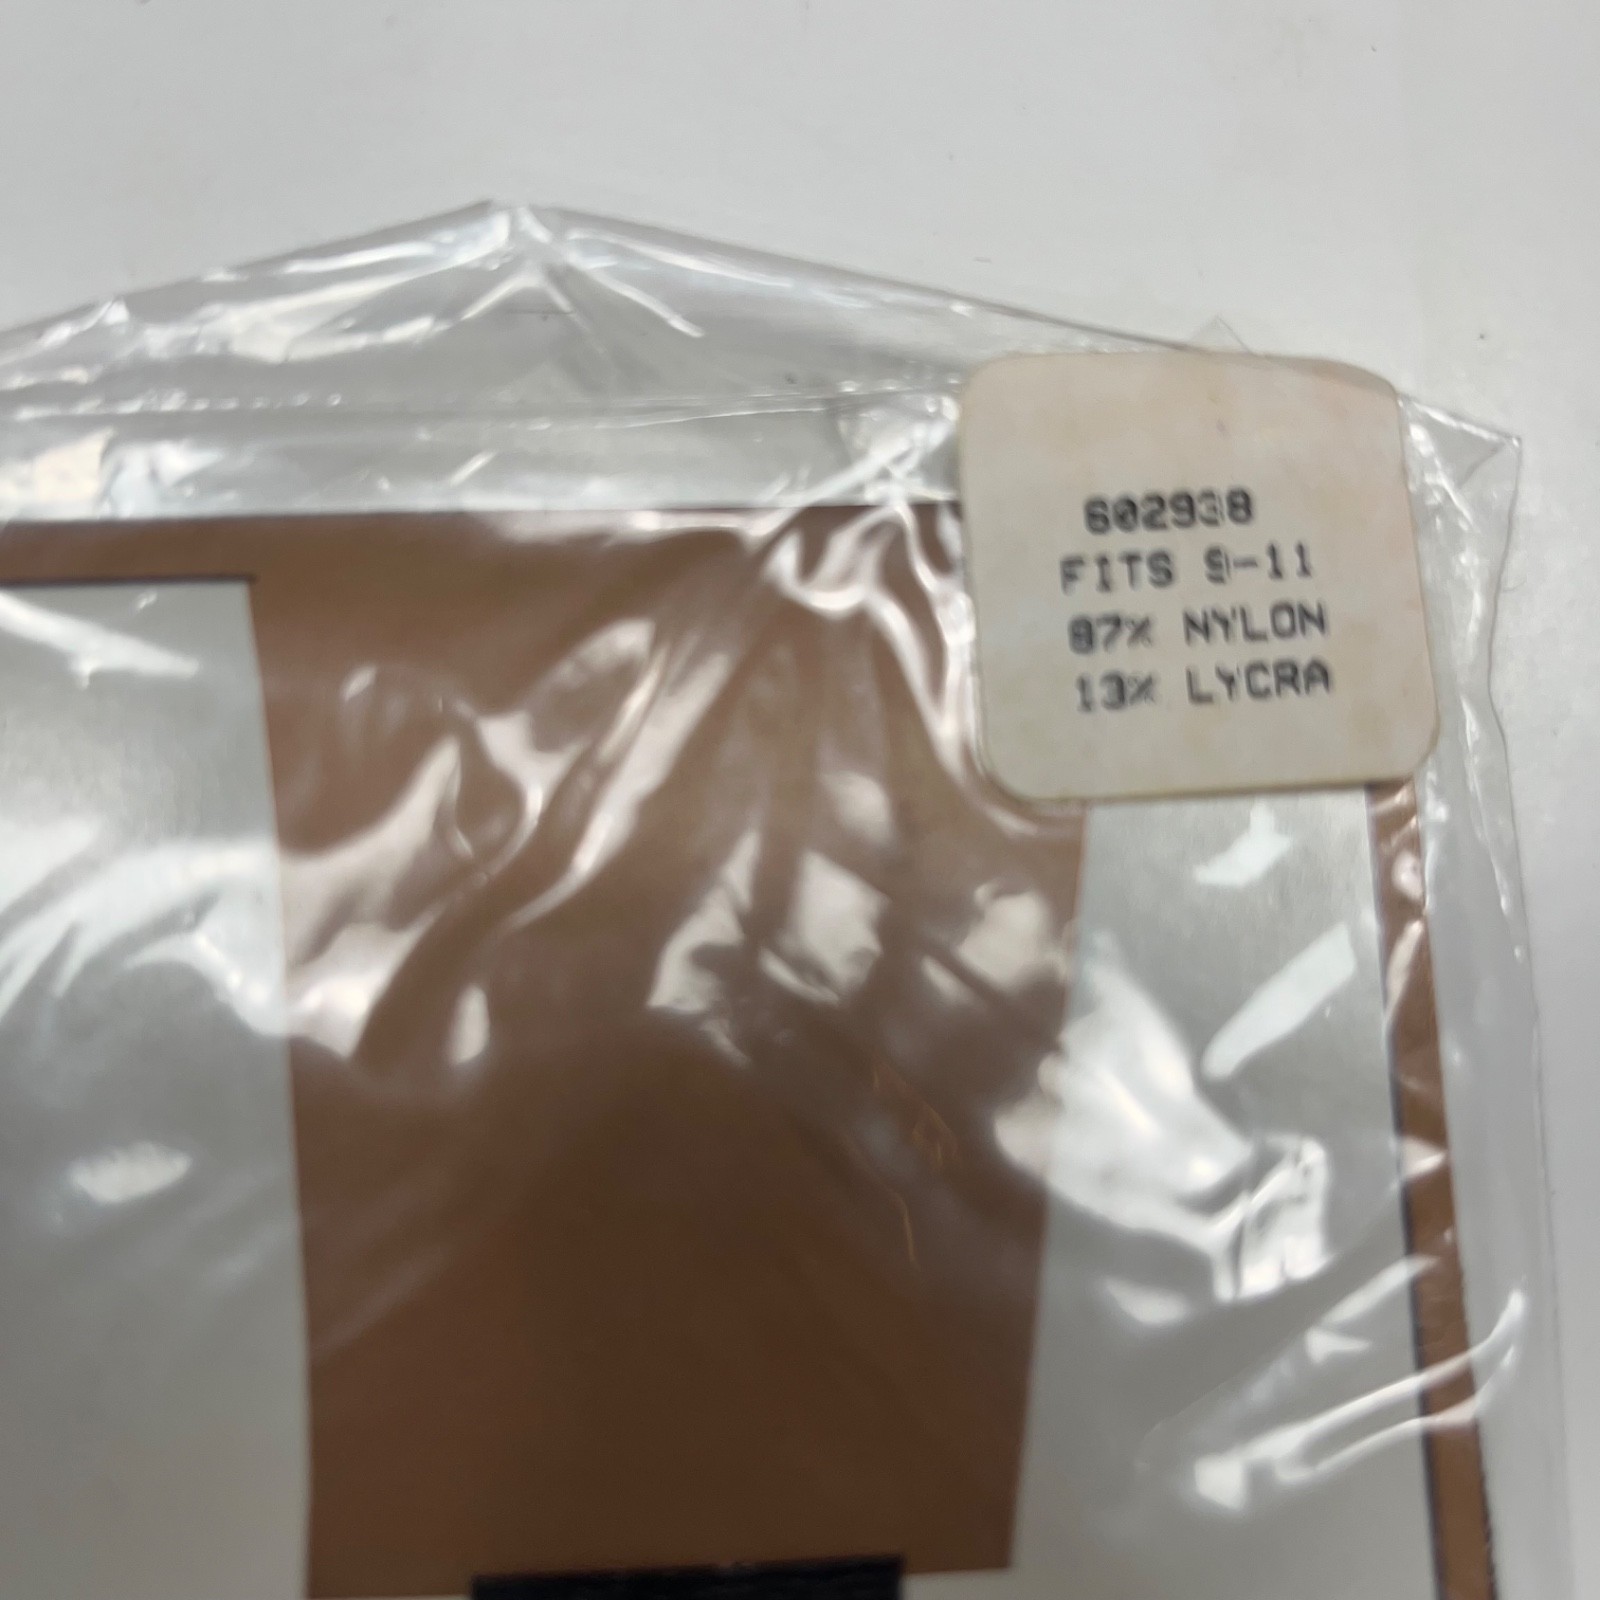 602938
FITS 9-11
87% NYLON
13% LYCRA